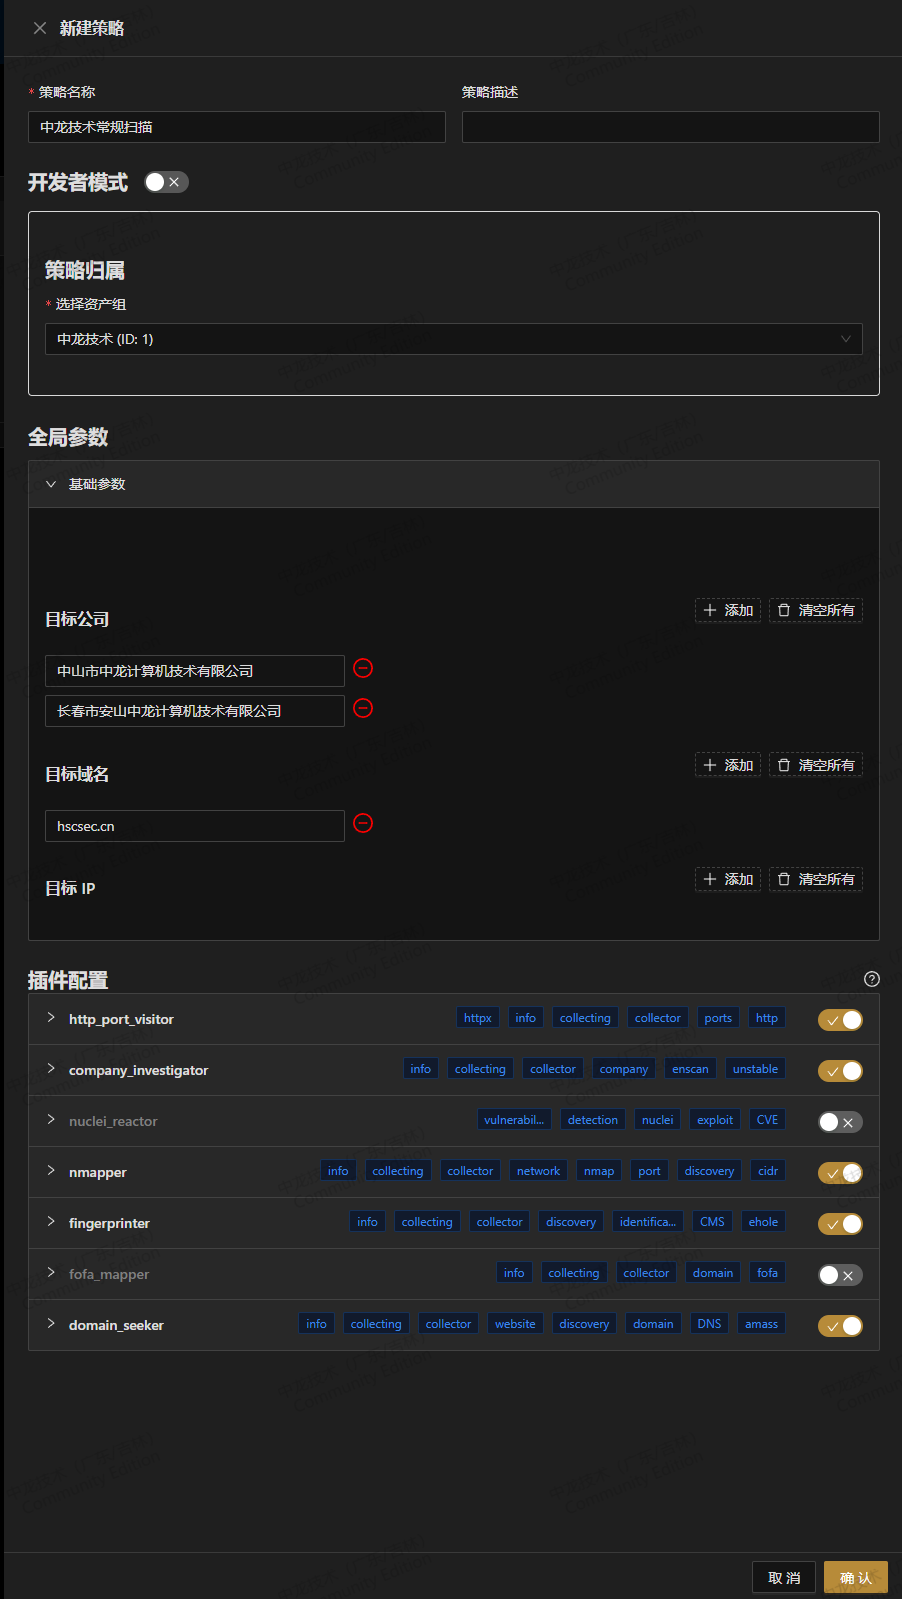 新建策略
* 策略名称
策略描述
中龙技术常规扫描
开发者模式
策略归属
* 选择资产组
中龙技术 (ID: 1)
全局参数
基础参数
目标公司
添加
清空所有
中山市中龙计算机技术有限公司
长春市安山中龙计算机技术有限公司
目标域名
添加
清空所有
hscsec.cn
目标 IP
添加
清空所有
插件配置
http_port_visitor httpx info collecting collector ports http
company_investigator info collecting collector company enscan unstable
nuclei_reactor vulnerabil... detection nuclei exploit CVE
nmapper info collecting collector network nmap port discovery cidr
fingerprinter info collecting collector discovery identifica... CMS ehole
fofa_mapper info collecting collector domain fofa
domain_seeker info collecting collector website discovery domain DNS amass
取 消
确 认